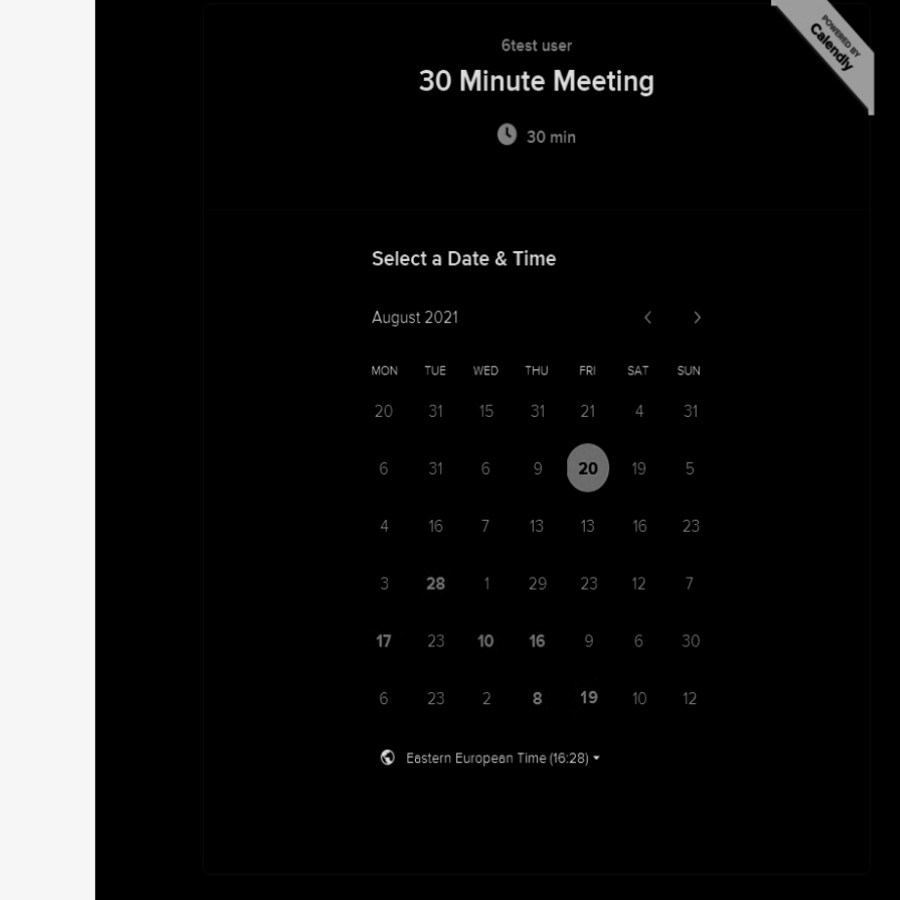 POWERED BY
Calendly
6test user
30 Minute Meeting
30 min
Select a Date & Time
August 2021
MON TUE WED THU FRI SAT SUN
20 31 15 31 21 4 31
6 31 6 9 20 19 5
4 16 7 13 13 16 23
3 28 1 29 23 12 7
17 23 10 16 9 6 30
6 23 2 8 19 10 12
Eastern European Time (16:28)